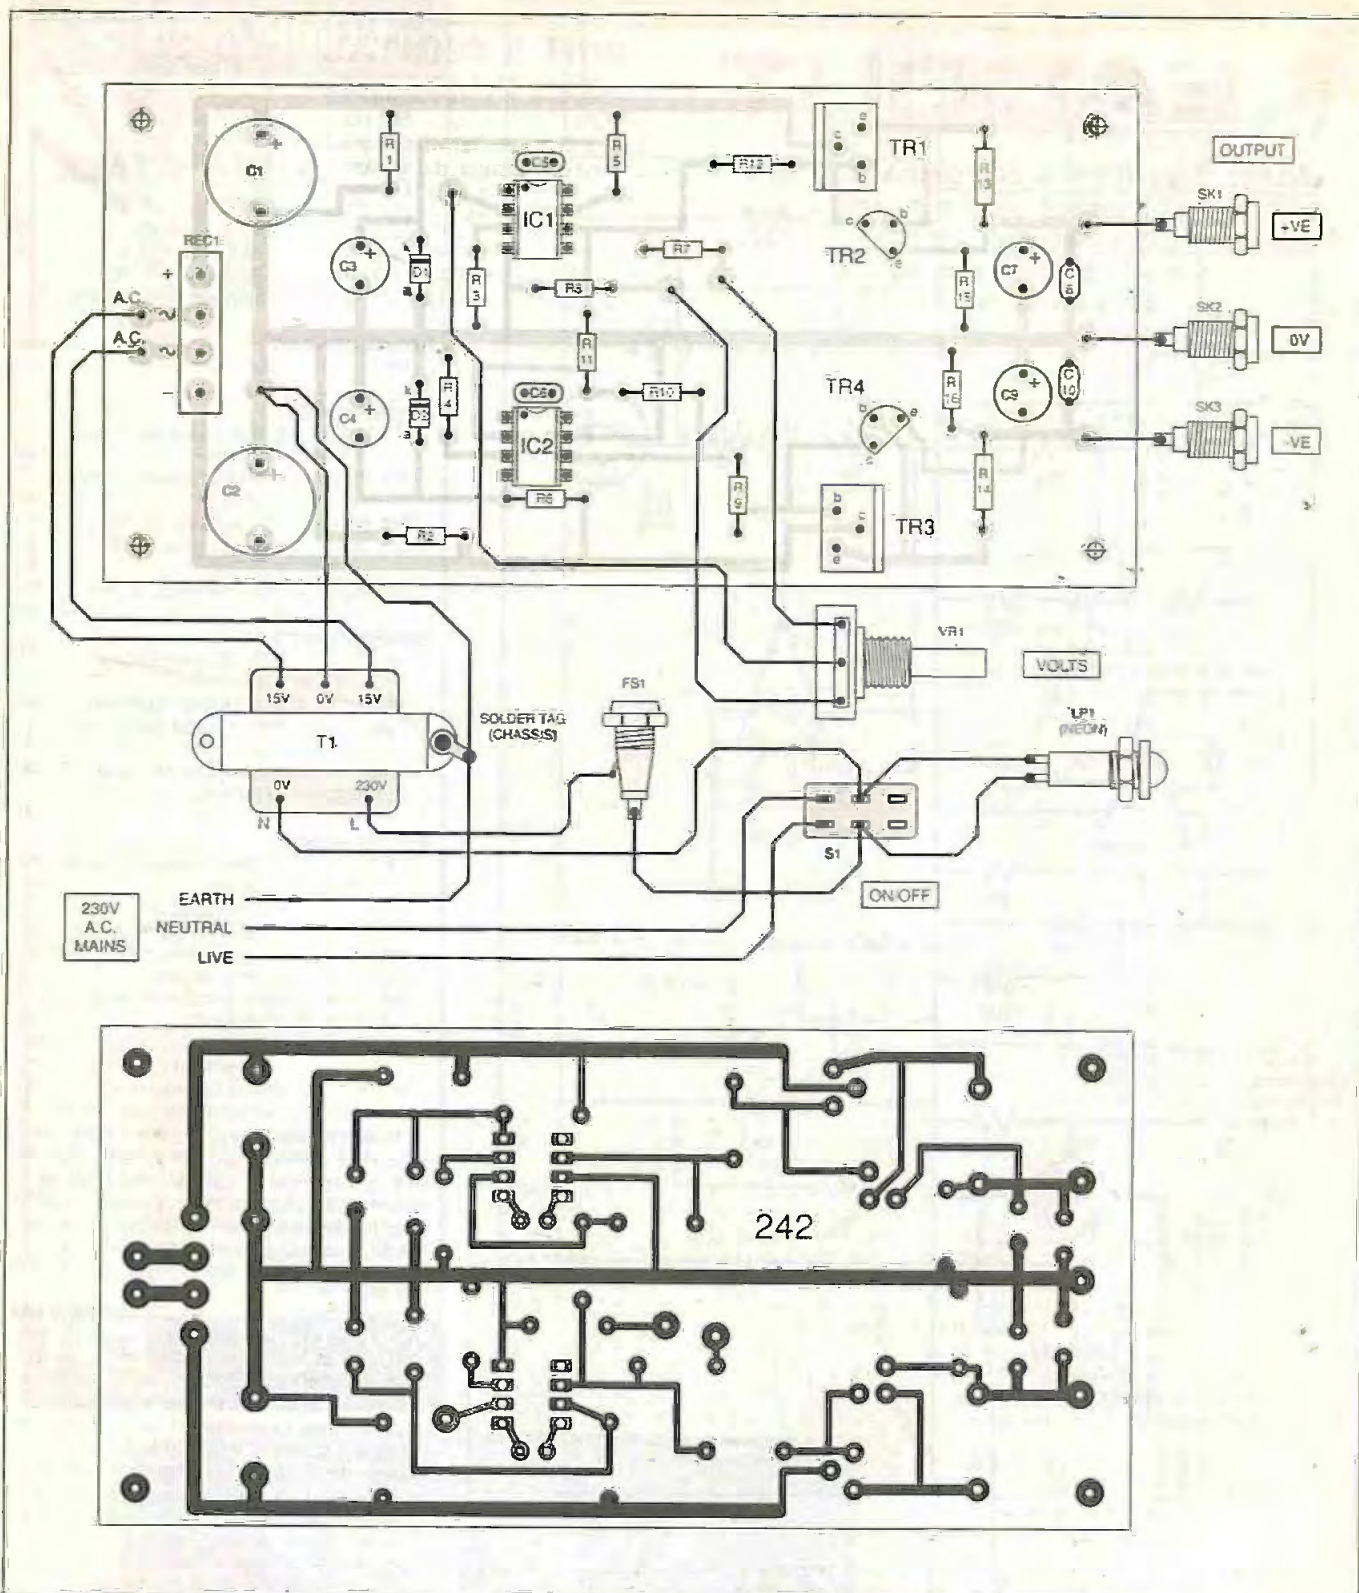 C1
R1
C5
R5
R12
TR1
c
e
b
R13
OUTPUT
SK1
+VE
IC1
REC1
+
C3
+
k
D1
a
R3
R7
TR2
c
b
e
C7
+
C8
R15
A.C.
A.C.
~
~
-
R8
R11
SK2
0V
C4
+
k
D2
a
R4
C6
IC2
R10
TR4
b
e
c
R16
C9
+
C10
SK3
-VE
C2
+
R6
R9
R14
R2
b
c
e
TR3
VR1
VOLTS
15V
0V
15V
T1
SOLDER TAG
(CHASSIS)
FS1
LP1
(NEON)
0V
230V
N
L
S1
ON/OFF
230V
A.C.
MAINS
EARTH
NEUTRAL
LIVE
242